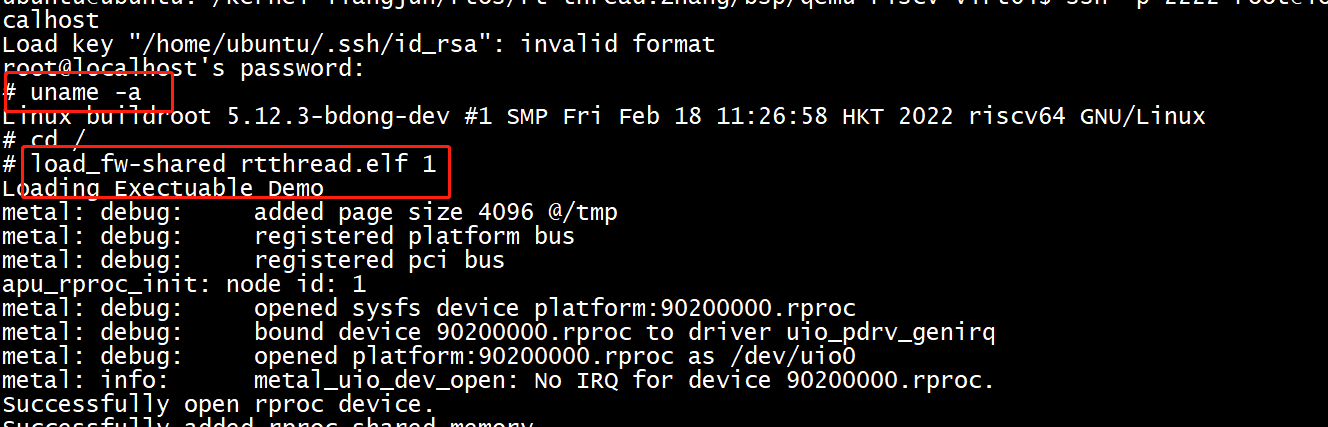 calhost
Load key "/home/ubuntu/.ssh/id_rsa": invalid format
root@localhost's password:
# uname -a
Linux buildroot 5.12.3-bdong-dev #1 SMP Fri Feb 18 11:26:58 HKT 2022 riscv64 GNU/Linux
# cd /
# load_fw-shared rtthread.elf 1
Loading Exectuable Demo
metal: debug:     added page size 4096 @/tmp
metal: debug:     registered platform bus
metal: debug:     registered pci bus
apu_rproc_init: node id: 1
metal: debug:     opened sysfs device platform:90200000.rproc
metal: debug:     bound device 90200000.rproc to driver uio_pdrv_genirq
metal: debug:     opened platform:90200000.rproc as /dev/uio0
metal: info:      metal_uio_dev_open: No IRQ for device 90200000.rproc.
Successfully open rproc device.
Successfully added rproc shared memory